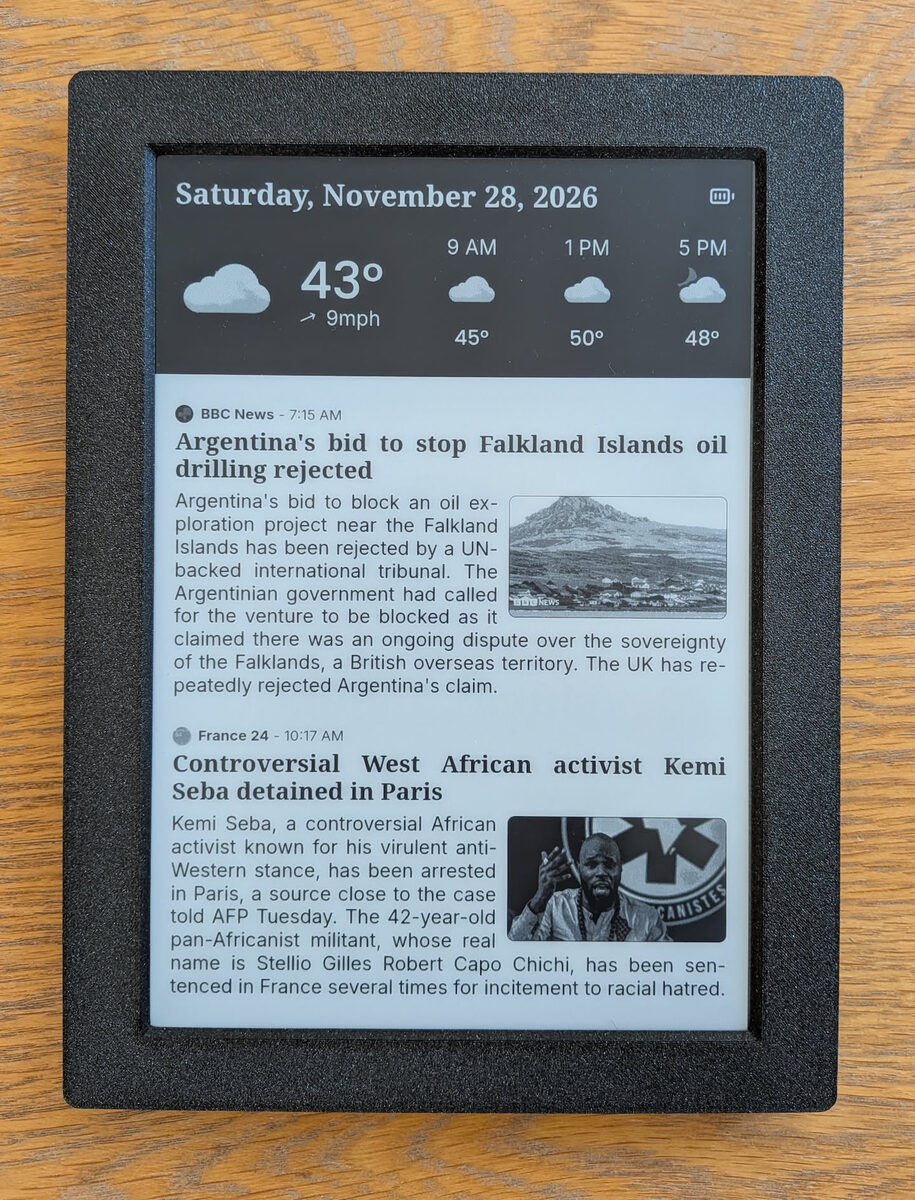 Saturday, November 28, 2026
9 AM 1 PM 5 PM
43º
↗ 9mph
45º 50º 48º
BBC News - 7:15 AM
Argentina's bid to stop Falkland Islands oil
drilling rejected
Argentina's bid to block an oil ex-
ploration project near the Falkland
Islands has been rejected by a UN-
backed international tribunal. The
Argentinian government had called
for the venture to be blocked as it
claimed there was an ongoing dispute over the sovereignty
of the Falklands, a British overseas territory. The UK has re-
peatedly rejected Argentina's claim.
BBC NEWS
France 24 - 10:17 AM
Controversial West African activist Kemi
Seba detained in Paris
Kemi Seba, a controversial African
activist known for his virulent anti-
Western stance, has been arrested
in Paris, a source close to the case
told AFP Tuesday. The 42-year-old
pan-Africanist militant, whose real
name is Stellio Gilles Robert Capo Chichi, has been sen-
tenced in France several times for incitement to racial hatred.
CANISTES